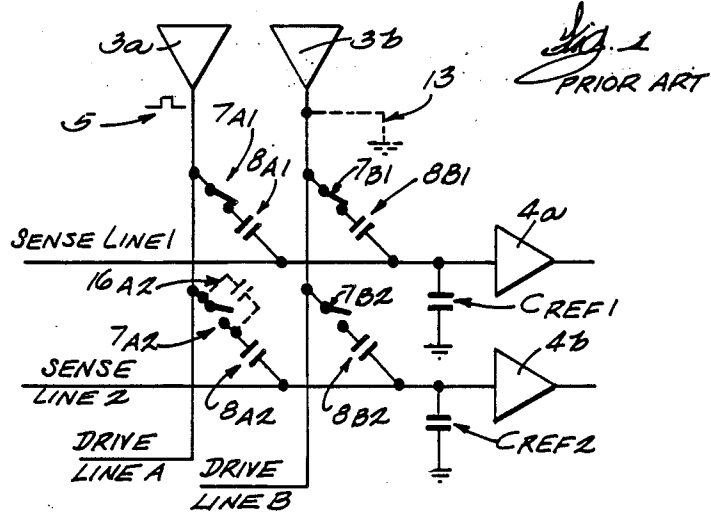 3a
3b
Fig. 1
PRIOR ART
13
5
7A1
8A1
7B1
8B1
4a
SENSE LINE 1
16A2
7B2
CREF1
7A2
4b
SENSE
LINE 2
8A2
8B2
CREF2
DRIVE
LINE A
DRIVE
LINE B